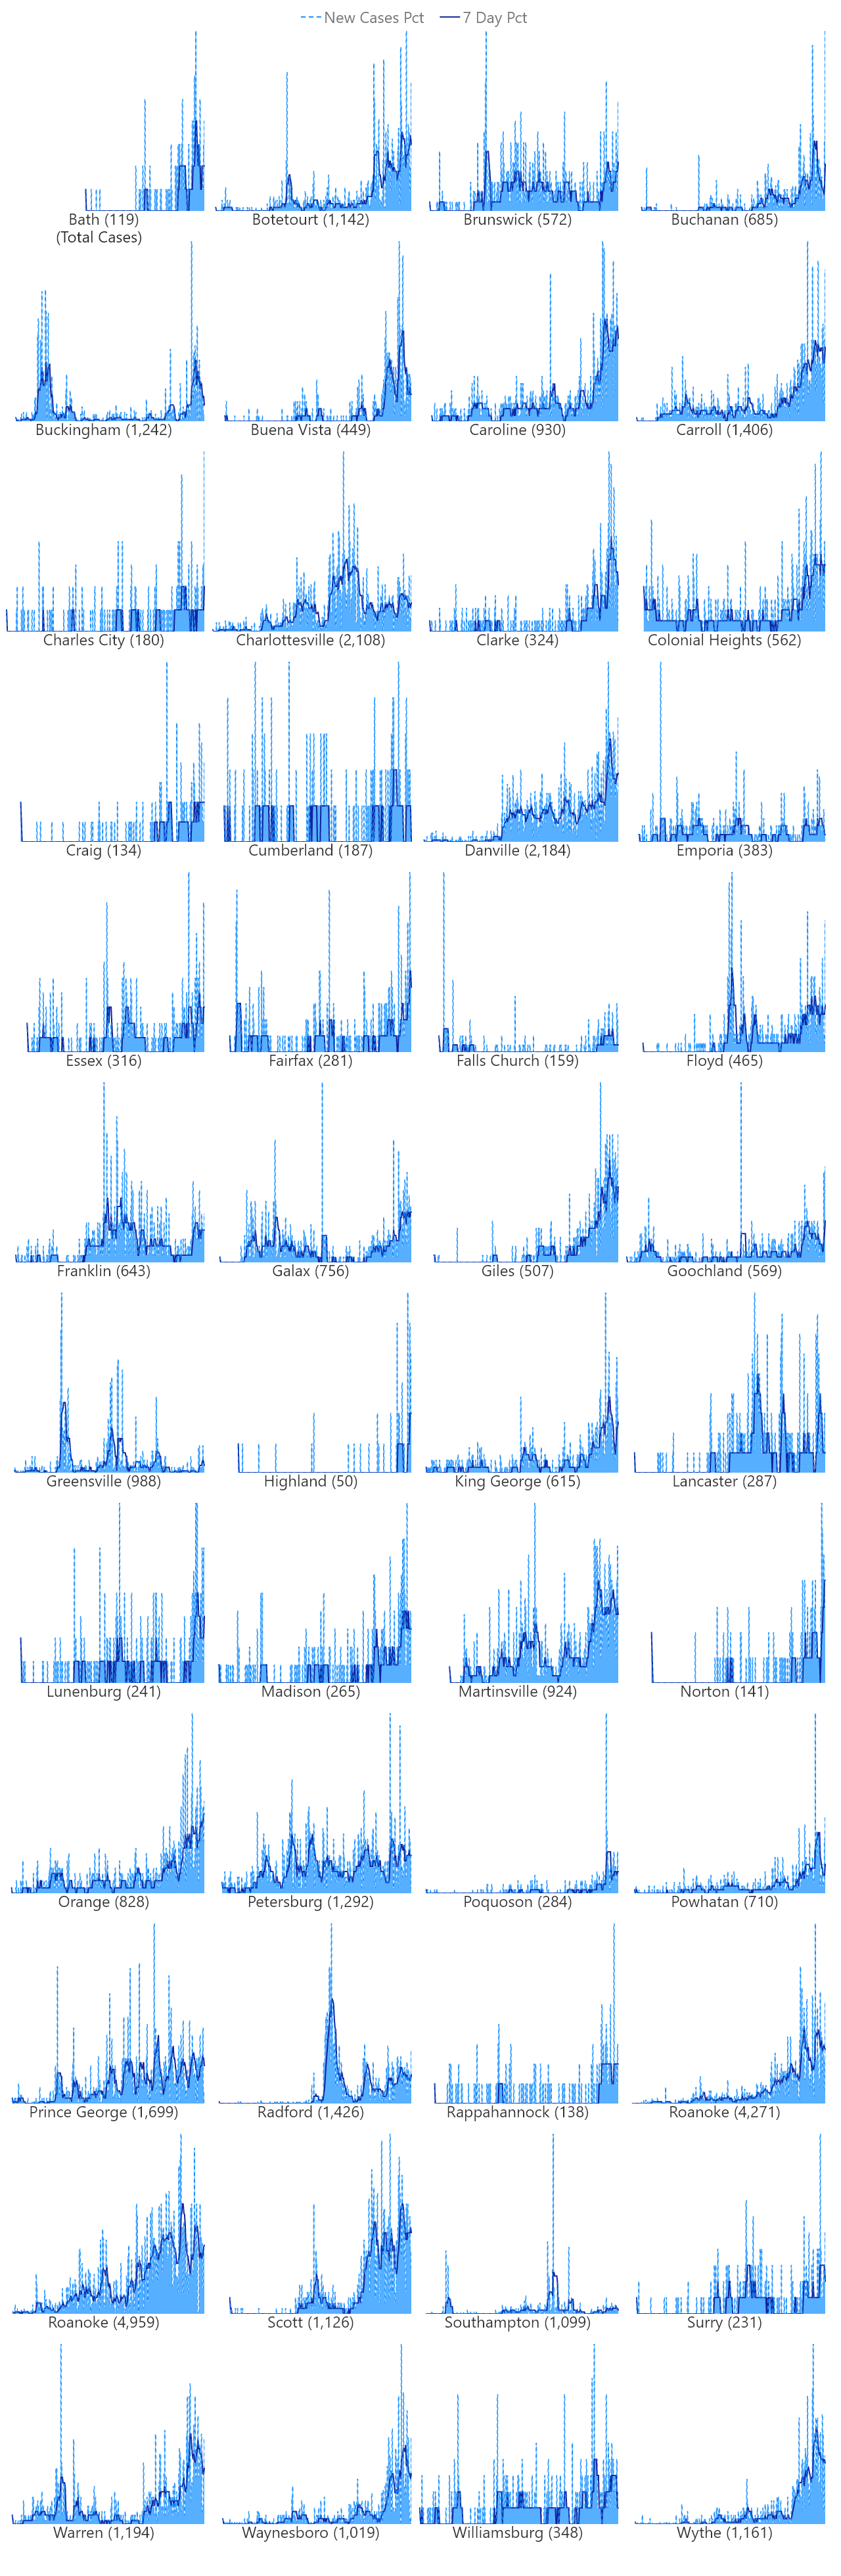 New Cases Pct 7 Day Pct
Bath (119) Botetourt (1,142) Brunswick (572) Buchanan (685)
(Total Cases)
Buckingham (1,242) Buena Vista (449) Caroline (930) Carroll (1,406)
Charles City (180) Charlottesville (2,108) Clarke (324) Colonial Heights (562)
Craig (134) Cumberland (187) Danville (2,184) Emporia (383)
Essex (316) Fairfax (281) Falls Church (159) Floyd (465)
Franklin (643) Galax (756) Giles (507) Goochland (569)
Greensville (988) Highland (50) King George (615) Lancaster (287)
Lunenburg (241) Madison (265) Martinsville (924) Norton (141)
Orange (828) Petersburg (1,292) Poquoson (284) Powhatan (710)
Prince George (1,699) Radford (1,426) Rappahannock (138) Roanoke (4,271)
Roanoke (4,959) Scott (1,126) Southampton (1,099) Surry (231)
Warren (1,194) Waynesboro (1,019) Williamsburg (348) Wythe (1,161)